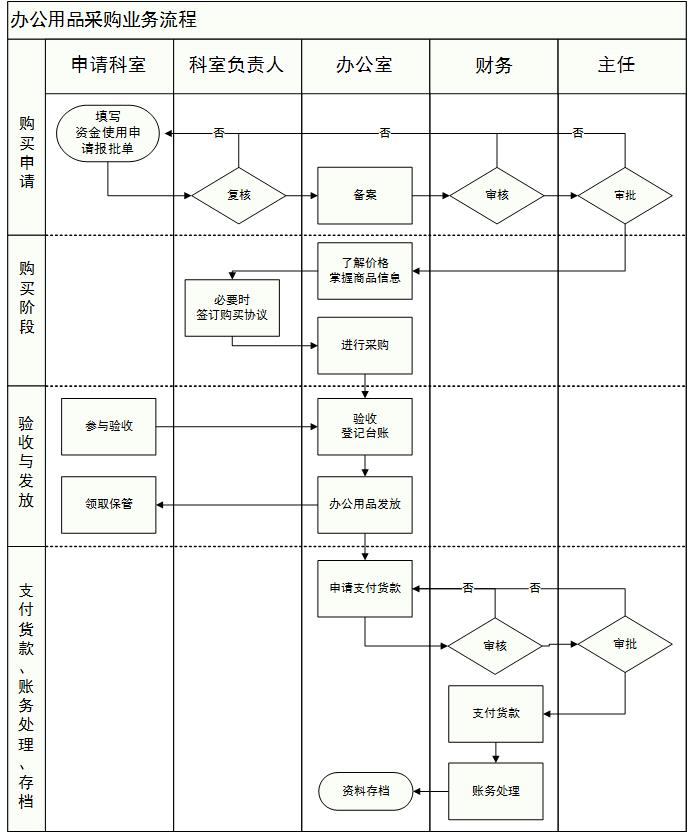 办公用品采购业务流程
申请科室
科室负责人
办公室
财务
主任
购买申请
填写
资金使用申
请报批单
否
否
否
复核
备案
审核
审批
购买阶段
了解价格
掌握商品信息
必要时
签订购买协议
进行采购
验收与发放
参与验收
验收
登记台账
领取保管
办公用品发放
支付货款、账务处理、存档
申请支付货款
否
否
审核
审批
支付货款
资料存档
账务处理